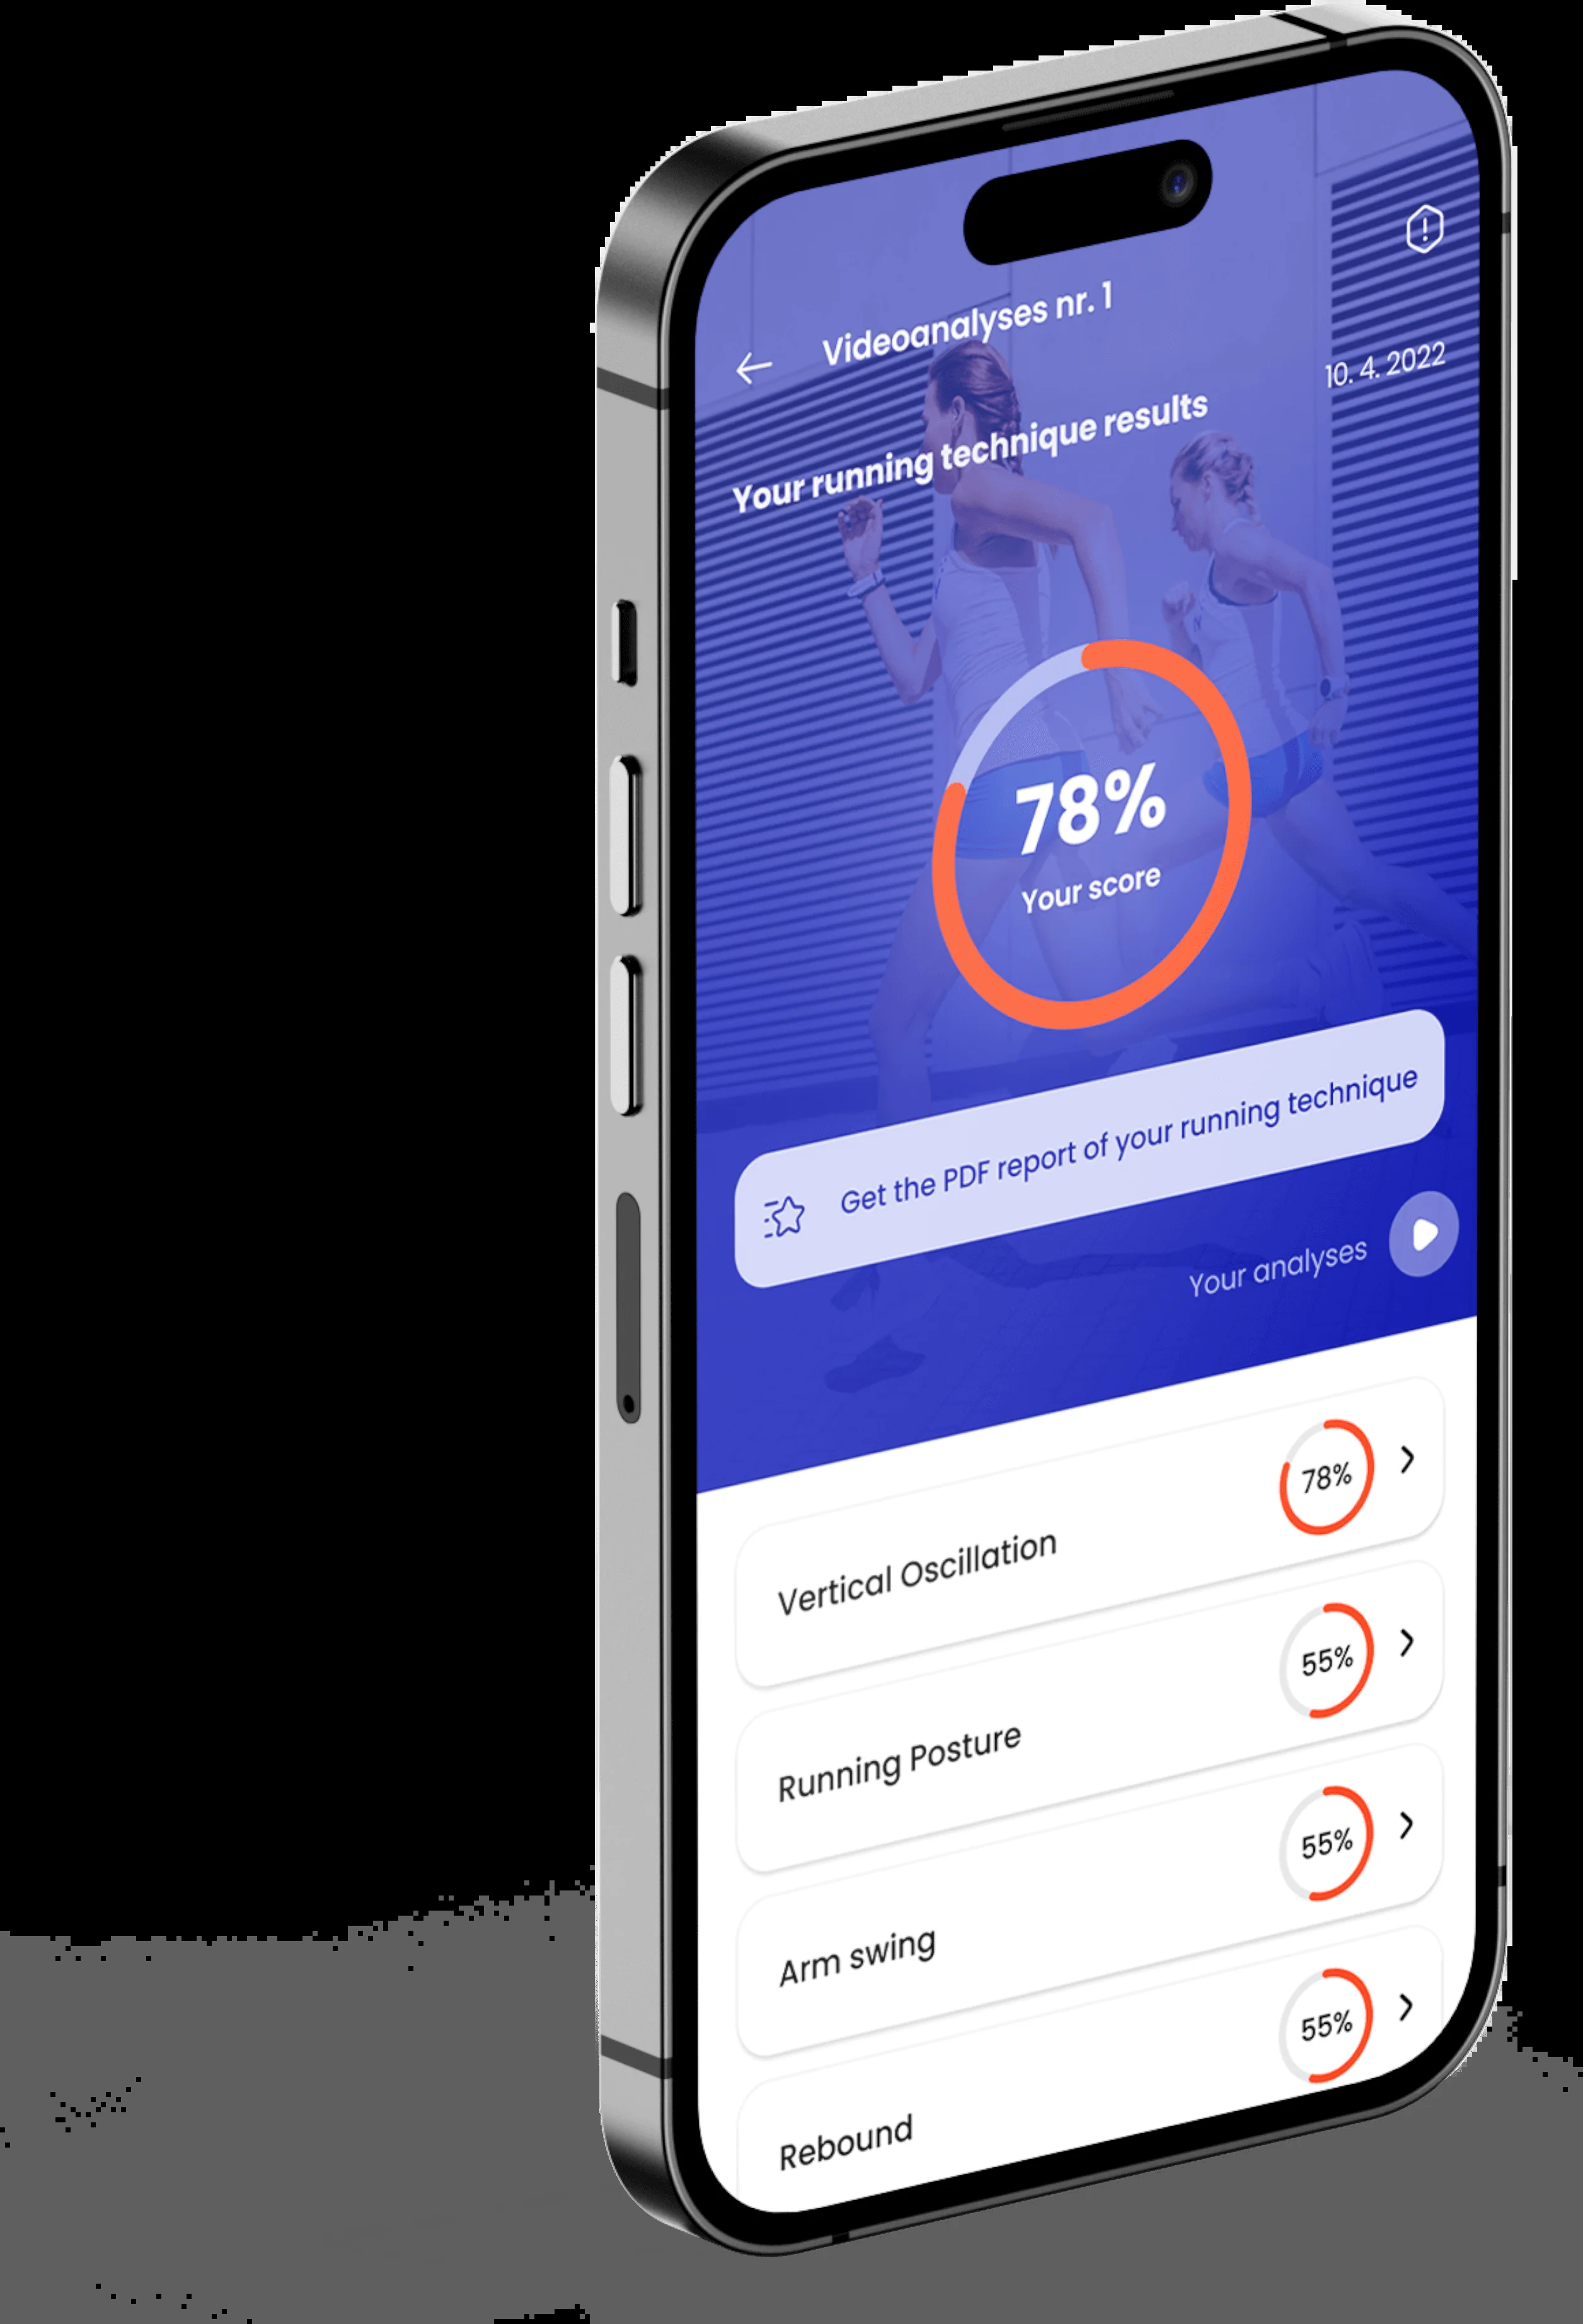 Videoanalyses nr. 1
10. 4. 2022
Your running technique results
78%
Your score
Get the PDF report of your running technique
Your analyses
Vertical Oscillation
78%
Running Posture
55%
Arm swing
55%
Rebound
55%